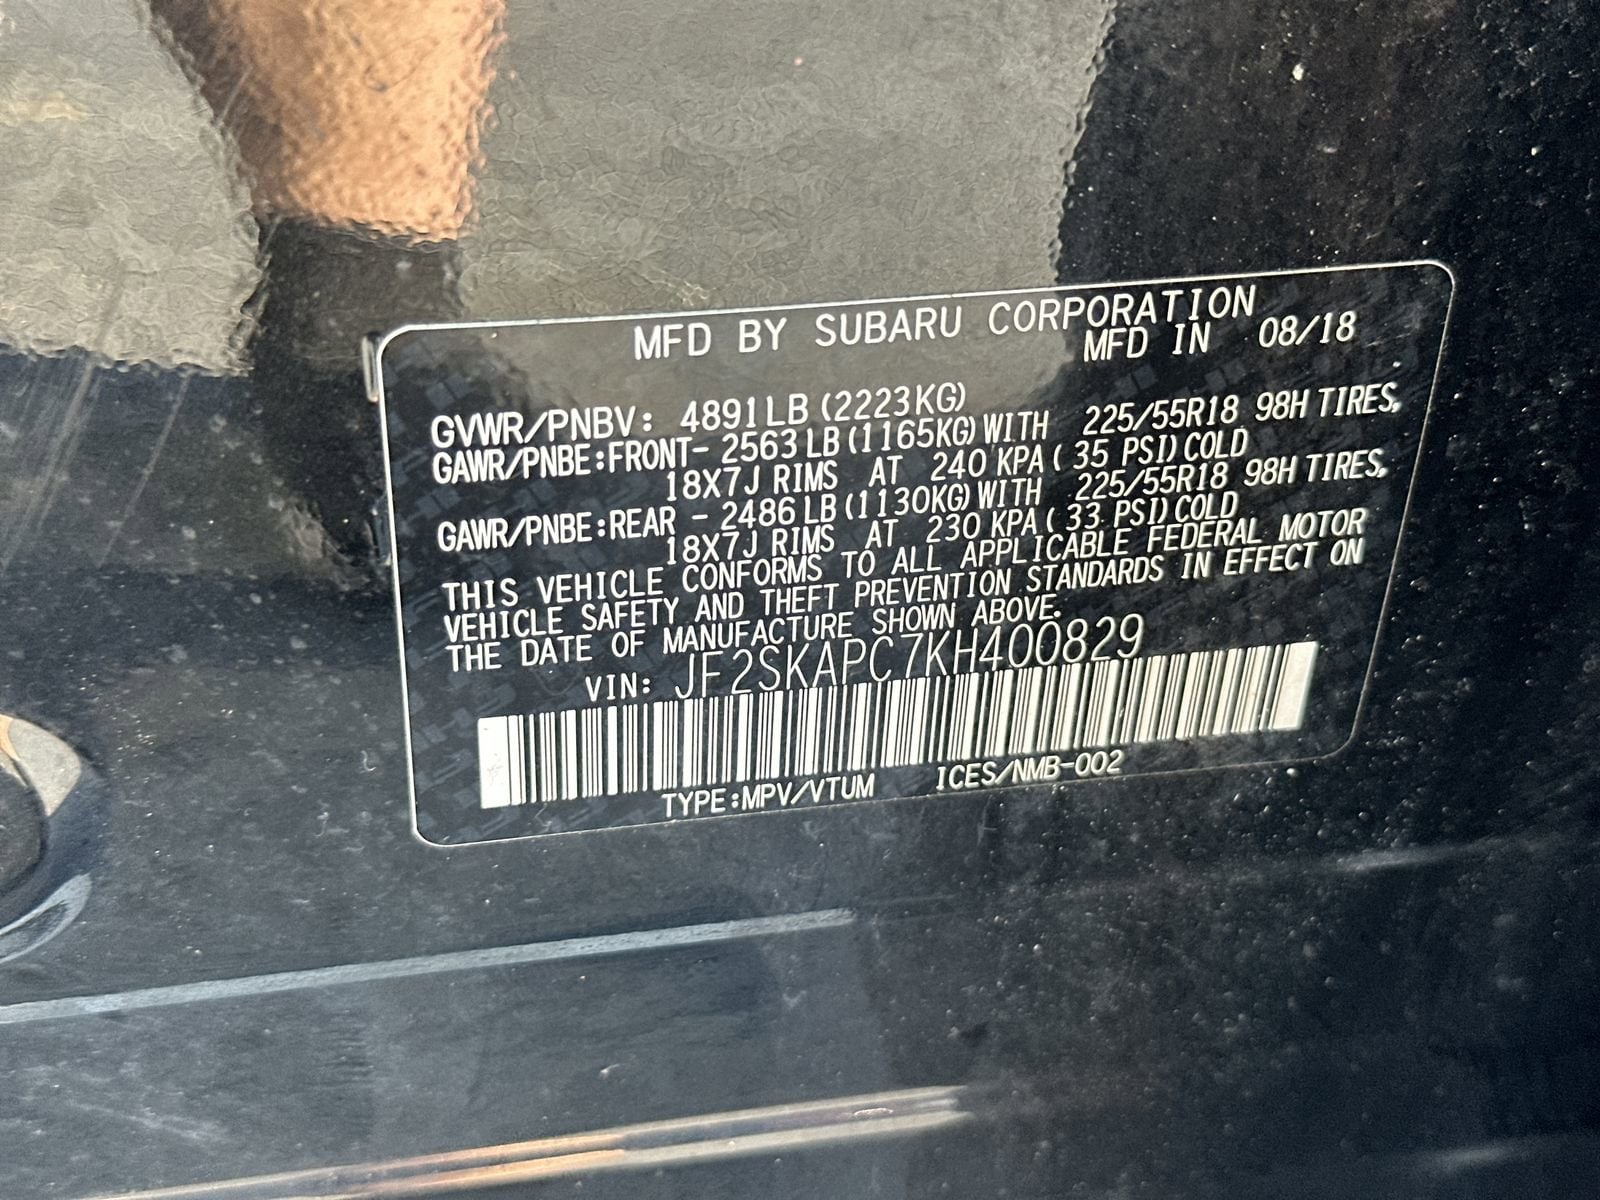 MFD BY SUBARU CORPORATION
MFD IN 08/18
GVWR/PNBV: 4891LB (2223KG)
GAWR/PNBE:FRONT- 2563LB(1165KG)WITH 225/55R18 98H TIRES,
18X7J RIMS AT 240 KPA( 35 PSI)COLD
GAWR/PNBE:REAR - 2486LB(1130KG)WITH 225/55R18 98H TIRES,
18X7J RIMS AT 230 KPA( 33 PSI)COLD
THIS VEHICLE CONFORMS TO ALL APPLICABLE FEDERAL MOTOR
VEHICLE SAFETY AND THEFT PREVENTION STANDARDS IN EFFECT ON
THE DATE OF MANUFACTURE SHOWN ABOVE.
VIN: JF2SKAPC7KH400829
TYPE:MPV/VTUM ICES/NMB-002